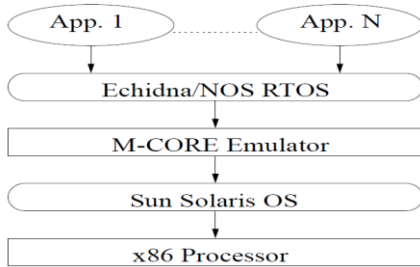 App. 1 App. N
Echidna/NOS RTOS
M-CORE Emulator
Sun Solaris OS
x86 Processor